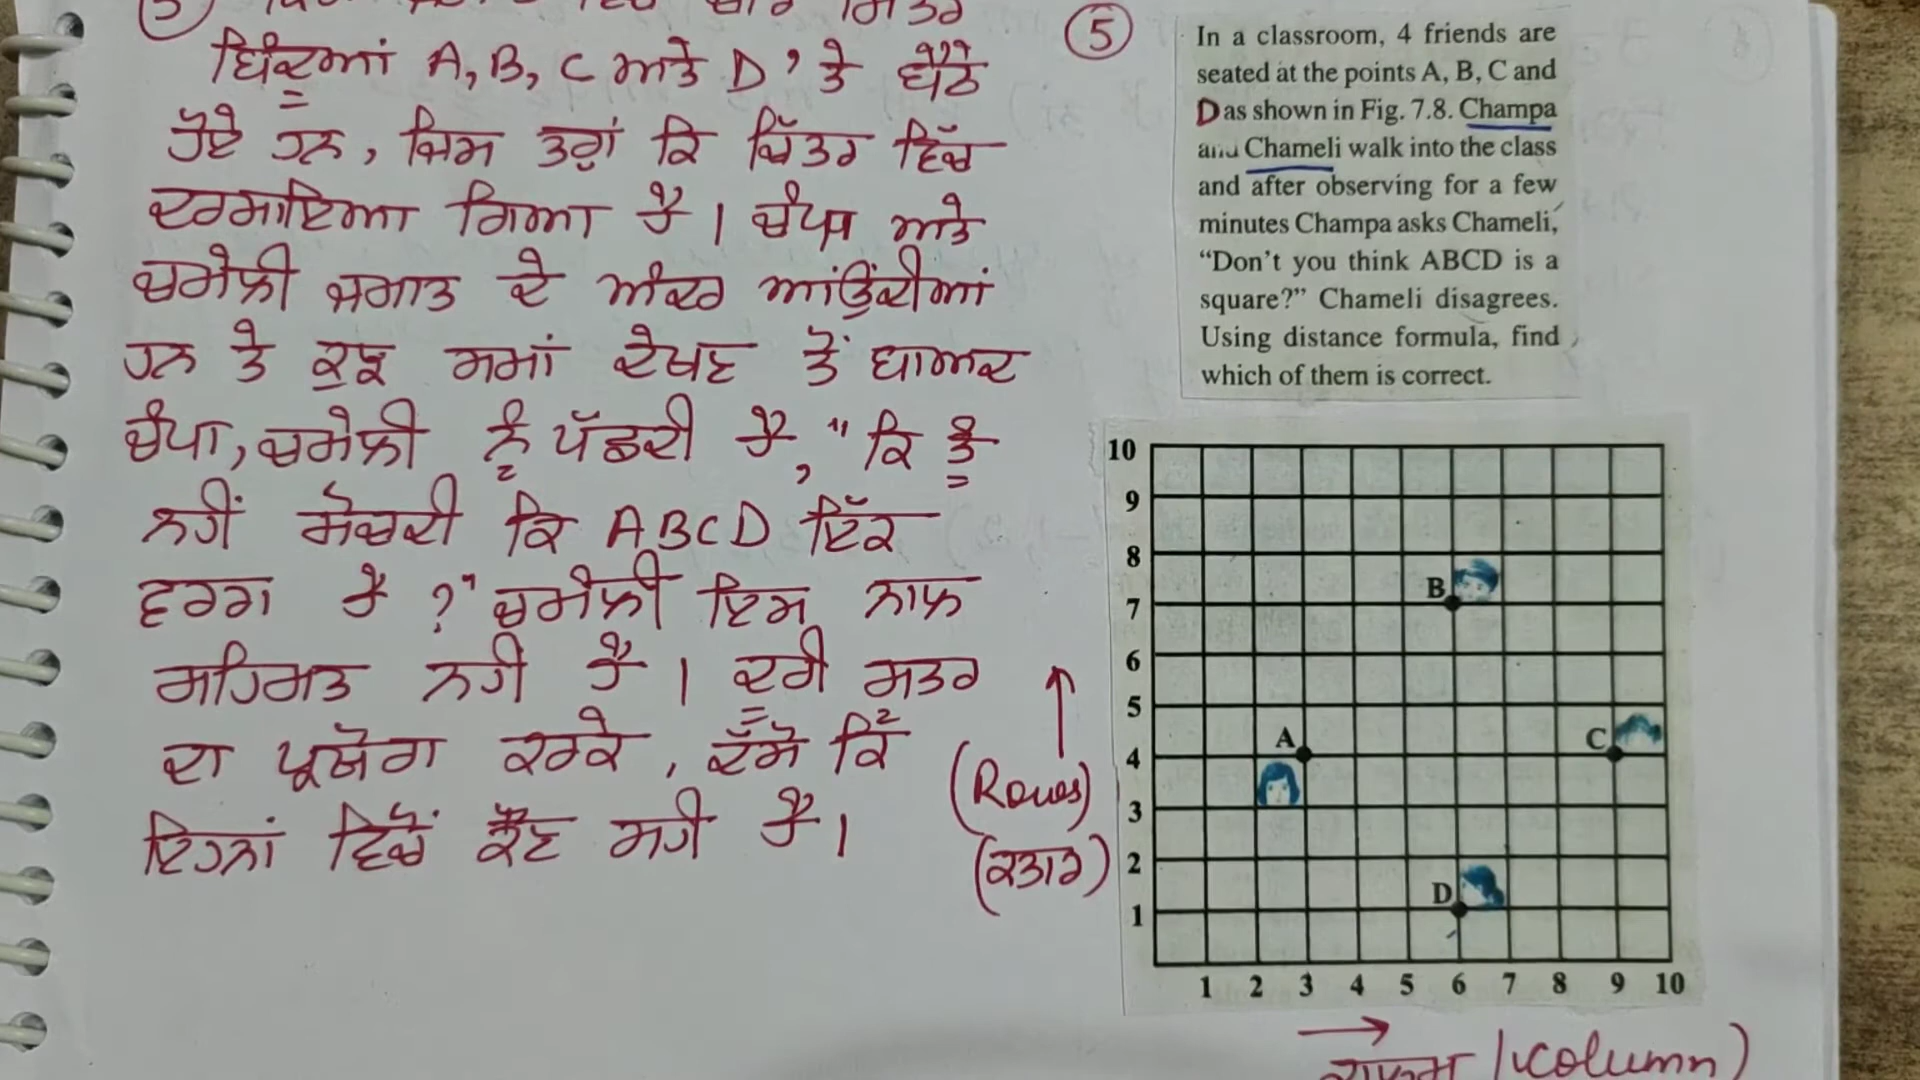 ਬਿੰਦੂਆਂ A, B, C ਅਤੇ D 'ਤੇ ਬੈਠੇ
ਹੋਏ ਹਨ, ਜਿਸ ਤਰ੍ਹਾਂ ਕਿ ਚਿੱਤਰ ਵਿੱਚ
ਦਰਸਾਇਆ ਗਿਆ ਹੈ। ਚੰਪਾ ਅਤੇ
ਚਮੇਲੀ ਜਮਾਤ ਦੇ ਅੰਦਰ ਆਂਉਂਦੀਆਂ
ਹਨ ਤੇ ਕੁਝ ਸਮਾਂ ਦੇਖਣ ਤੋਂ ਬਾਅਦ
ਚੰਪਾ, ਚਮੇਲੀ ਨੂੰ ਪੁੱਛਦੀ ਹੈ, "ਕਿ ਤੂੰ
ਨਹੀਂ ਸੋਚਦੀ ਕਿ ABCD ਇੱਕ
ਵਰਗ ਹੈ ?" ਚਮੇਲੀ ਇਸ ਨਾਲ
ਸਹਿਮਤ ਨਹੀ ਹੈ। ਦੂਰੀ ਸੂਤਰ
ਦਾ ਪ੍ਰਯੋਗ ਕਰਕੇ, ਦੱਸੋ ਕਿ
ਇਹਨਾਂ ਵਿੱਚੋਂ ਕੌਣ ਸਹੀ ਹੈ।
(5)
In a classroom, 4 friends are
seated at the points A, B, C and
D as shown in Fig. 7.8. Champa
and Chameli walk into the class
and after observing for a few
minutes Champa asks Chameli,
“Don't you think ABCD is a
square?” Chameli disagrees.
Using distance formula, find
which of them is correct.
10
9
8
7
6
5
4
3
2
1
B
A
C
D
1 2 3 4 5 6 7 8 9 10
(Rows)
(ਕਤਾਰ)
(column)